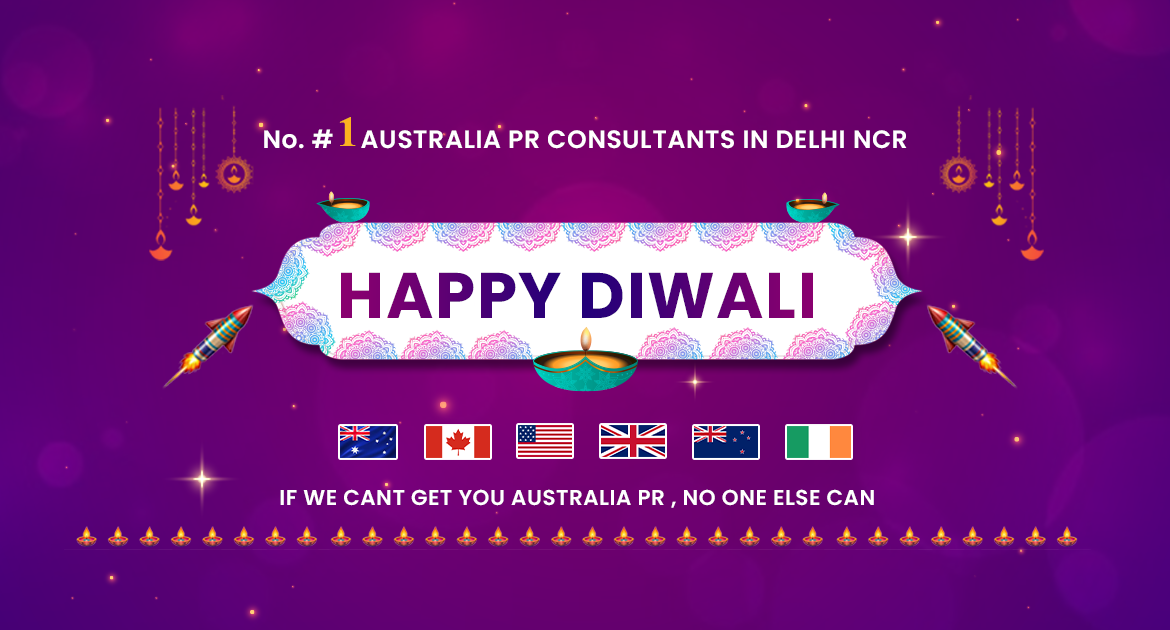 No. #1 AUSTRALIA PR CONSULTANTS IN DELHI NCR
HAPPY DIWALI
IF WE CANT GET YOU AUSTRALIA PR , NO ONE ELSE CAN